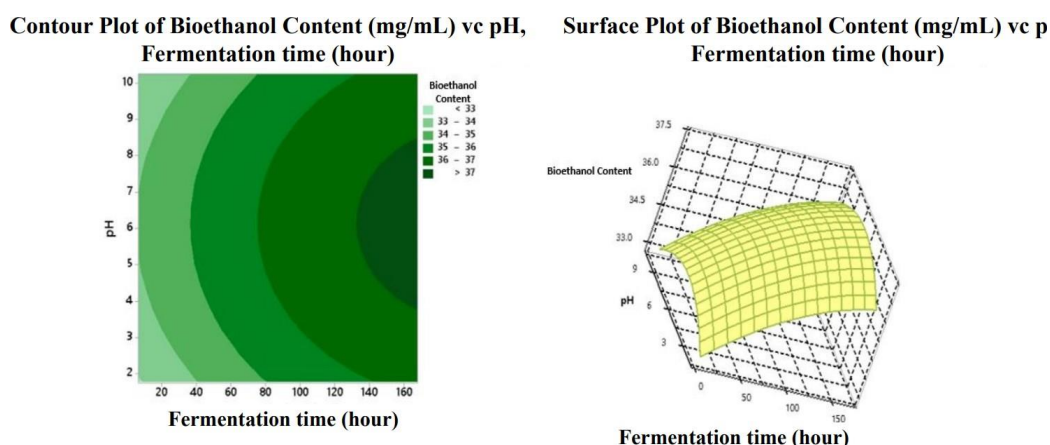 Contour Plot of Bioethanol Content (mg/mL) vc pH,
Fermentation time (hour)
10
9
8
7
6
5
4
3
2
pH
20 40 60 80 100 120 140 160
Fermentation time (hour)
Bioethanol
Content
< 33
33 – 34
34 – 35
35 – 36
36 – 37
> 37
Surface Plot of Bioethanol Content (mg/mL) vc p
Fermentation time (hour)
37.5
36.0
Bioethanol Content
34.5
33.0
9
pH
6
3
0
50
100
150
Fermentation time (hour)